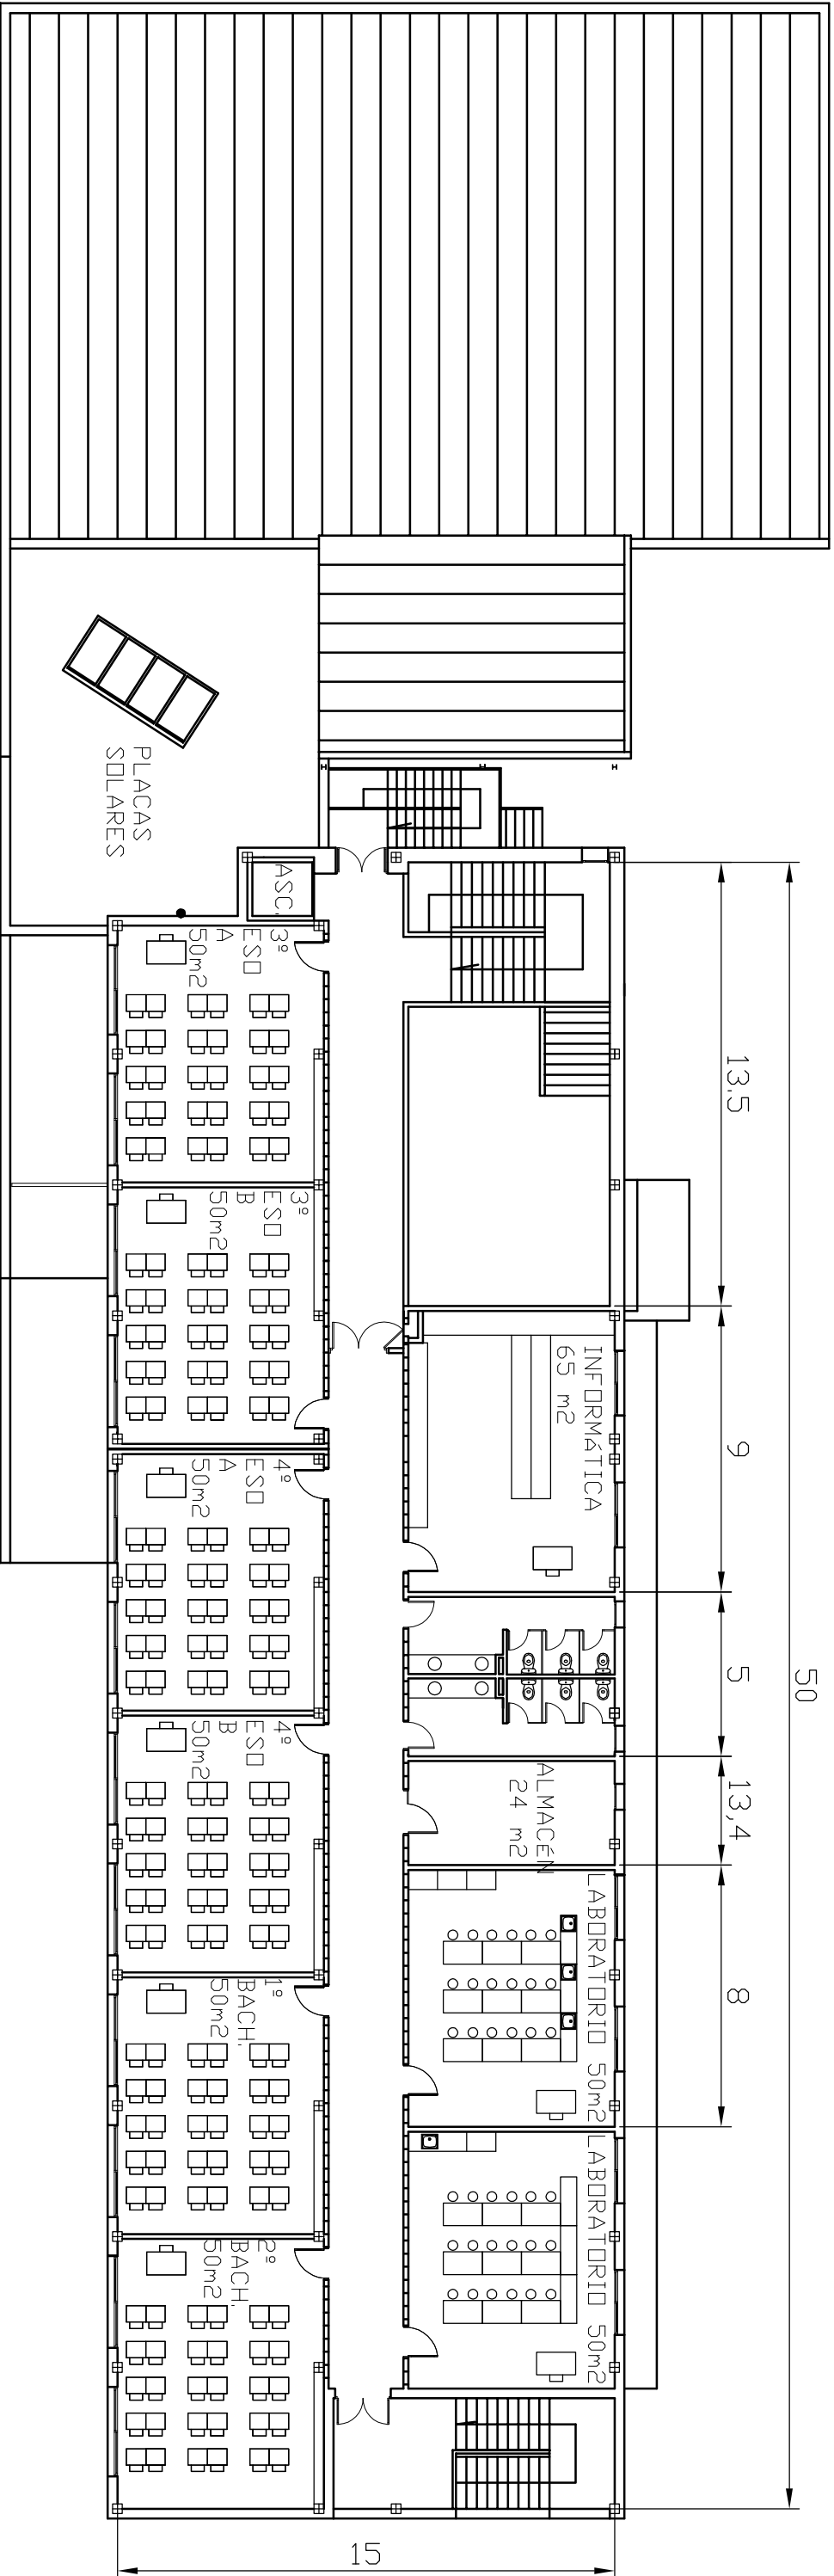 50
13.5
9
5
13,4
8
15
PLACAS
SOLARES
ASC.
3º
ESO
A
50m2
3º
ESO
B
50m2
4º
ESO
A
50m2
4º
ESO
B
50m2
1º
BACH.
50m2
2º
BACH.
50m2
INFORMÁTICA
65 m2
ALMACÉN
24 m2
LABORATORIO 50m2
LABORATORIO 50m2